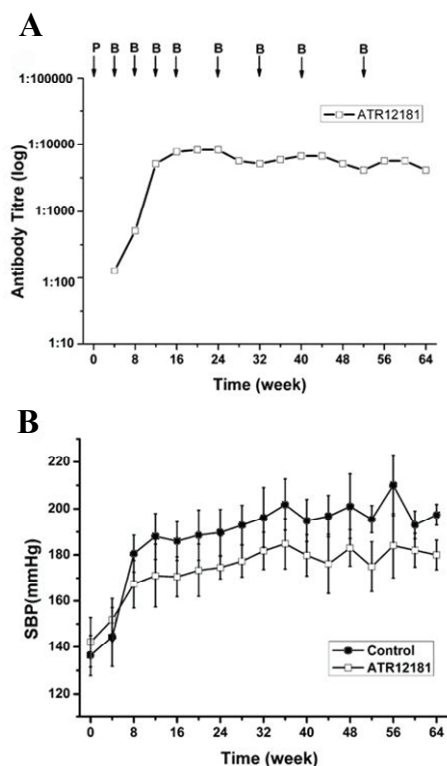 A
P B B B B B B B B
1:100000
ATR12181
1:10000
1:1000
1:100
1:10
Antibody Titre (log)
0 8 16 24 32 40 48 56 64
Time (week)
B
220
200
180
160
140
120
SBP(mmHg)
Control
ATR12181
0 8 16 24 32 40 48 56 64
Time (week)